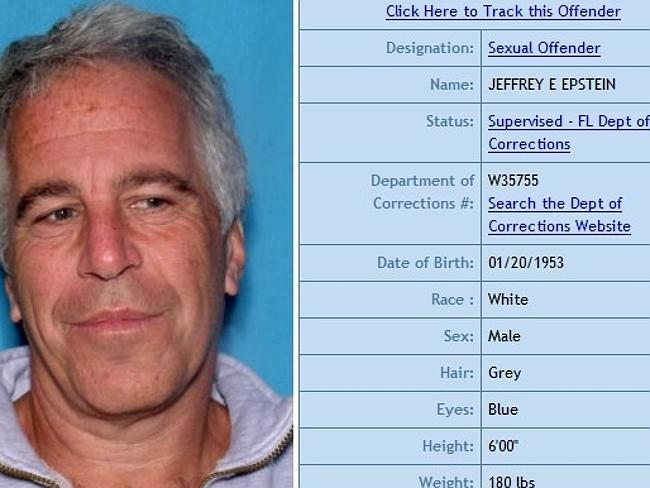 Click Here to Track this Offender
Designation: Sexual Offender
Name: JEFFREY E EPSTEIN
Status: Supervised - FL Dept of
Corrections
Department of W35755
Corrections #: Search the Dept of
Corrections Website
Date of Birth: 01/20/1953
Race : White
Sex: Male
Hair: Grey
Eyes: Blue
Height: 6'00"
Weight: 180 lbs